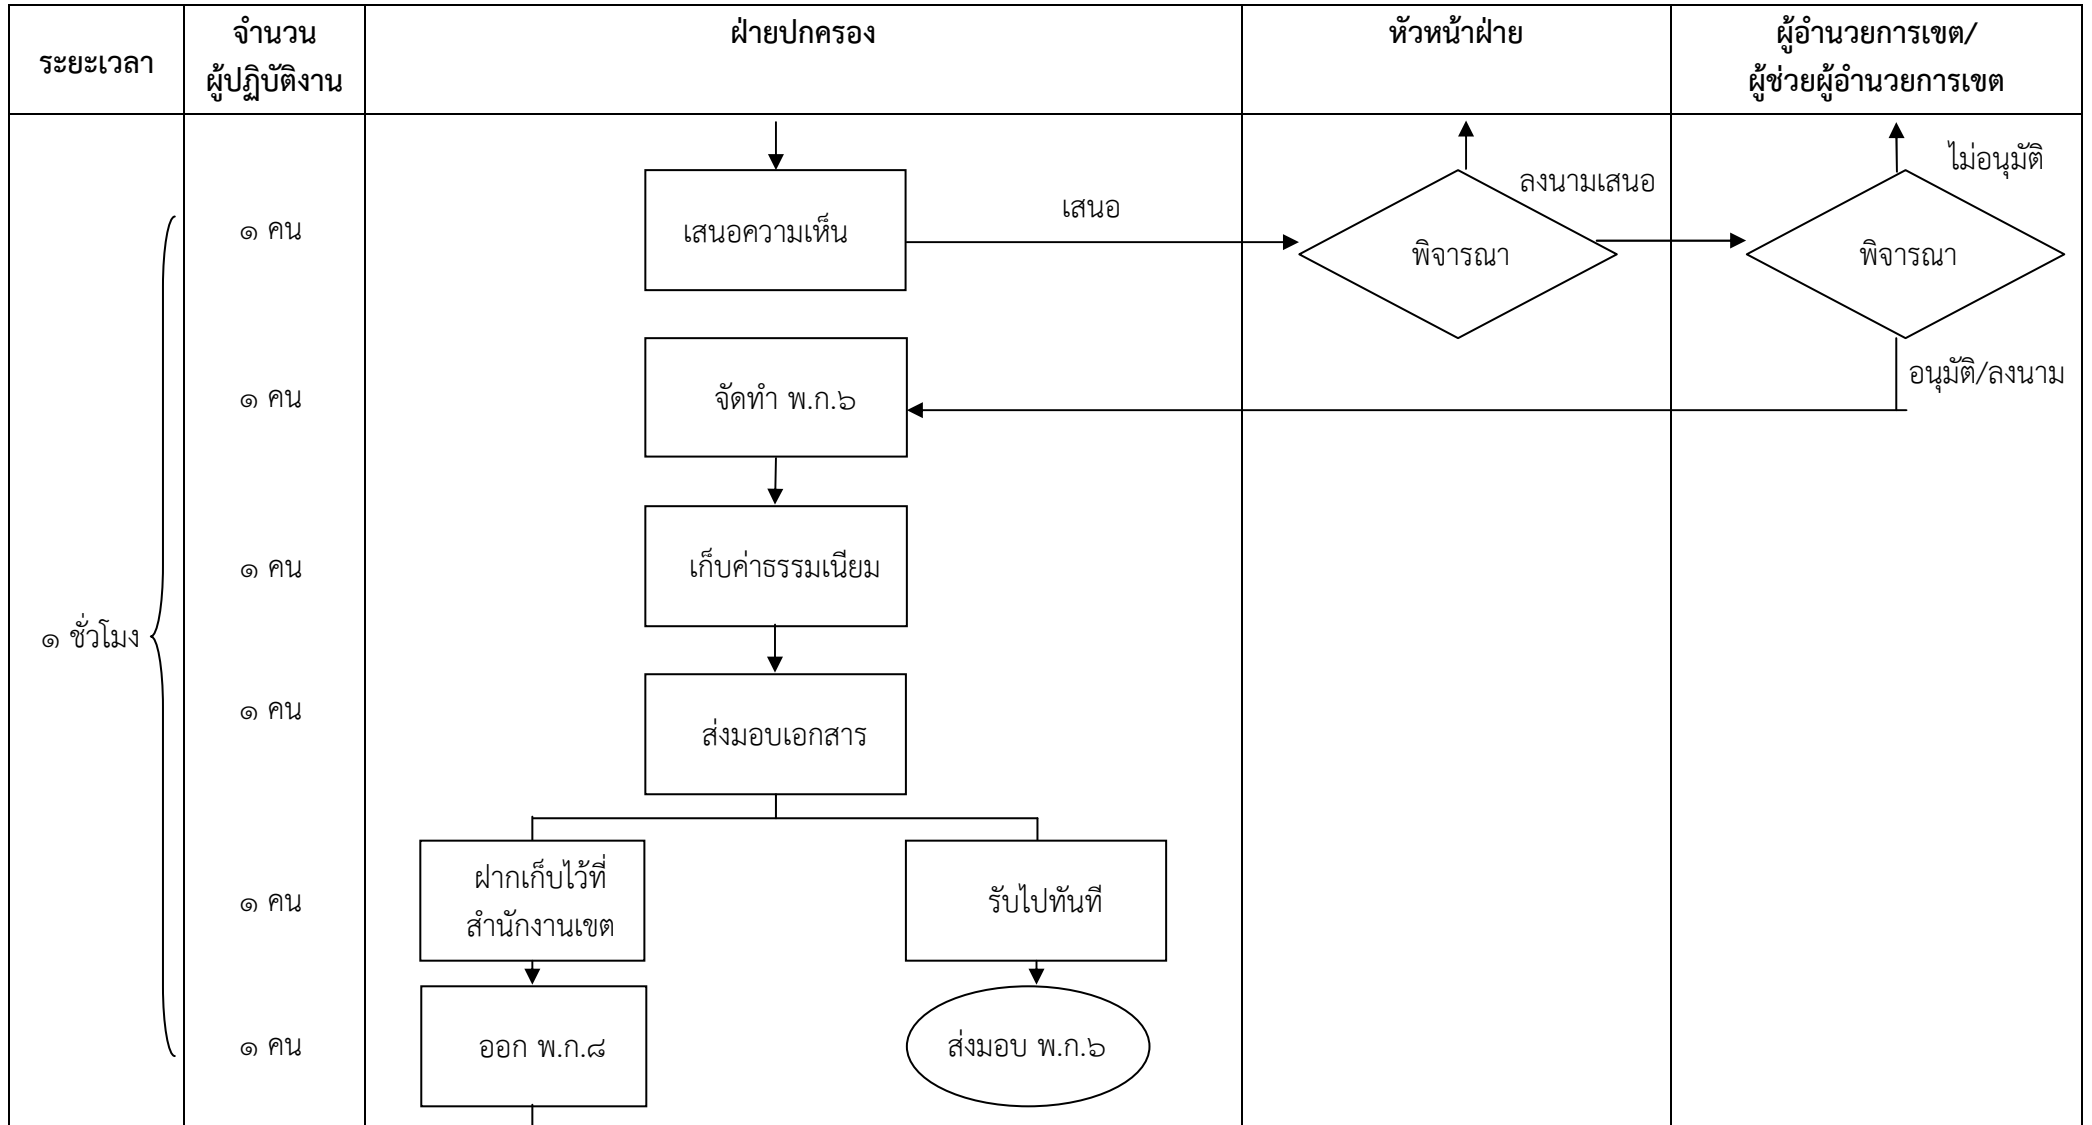 ระยะเวลา
จำนวน
ผู้ปฏิบัติงาน
ฝ่ายปกครอง
หัวหน้าฝ่าย
ผู้อำนวยการเขต/
ผู้ช่วยผู้อำนวยการเขต
๑ คน
เสนอความเห็น
เสนอ
พิจารณา
ลงนามเสนอ
พิจารณา
ไม่อนุมัติ
อนุมัติ/ลงนาม
๑ คน
จัดทำ พ.ก.๖
๑ คน
เก็บค่าธรรมเนียม
๑ ชั่วโมง
๑ คน
ส่งมอบเอกสาร
๑ คน
ฝากเก็บไว้ที่
สำนักงานเขต
รับไปทันที
๑ คน
ออก พ.ก.๘
ส่งมอบ พ.ก.๖